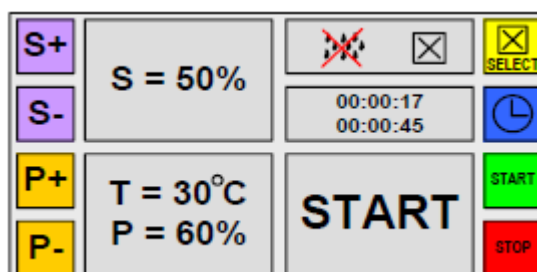 S+
S = 50%
SELECT
S-
00:00:17
00:00:45
P+
T = 30°C
P = 60%
START
START
P-
STOP